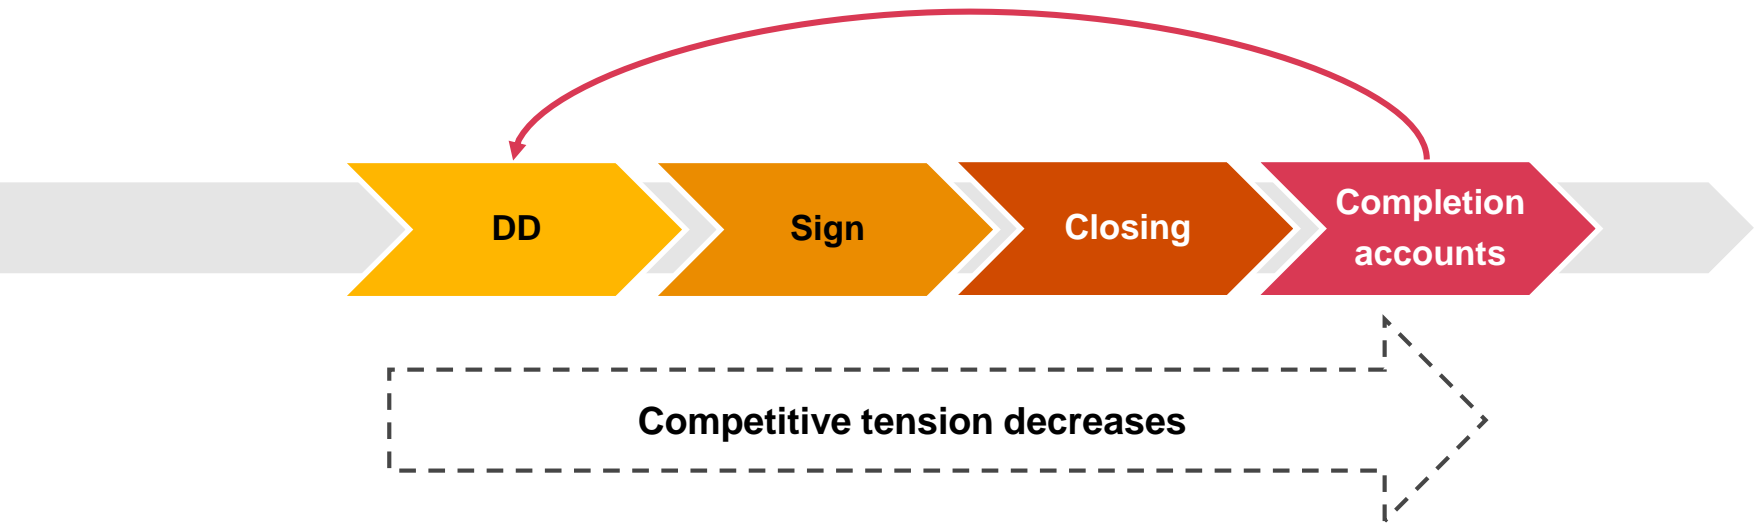 DD
Sign
Closing
Completion
accounts
Competitive tension decreases